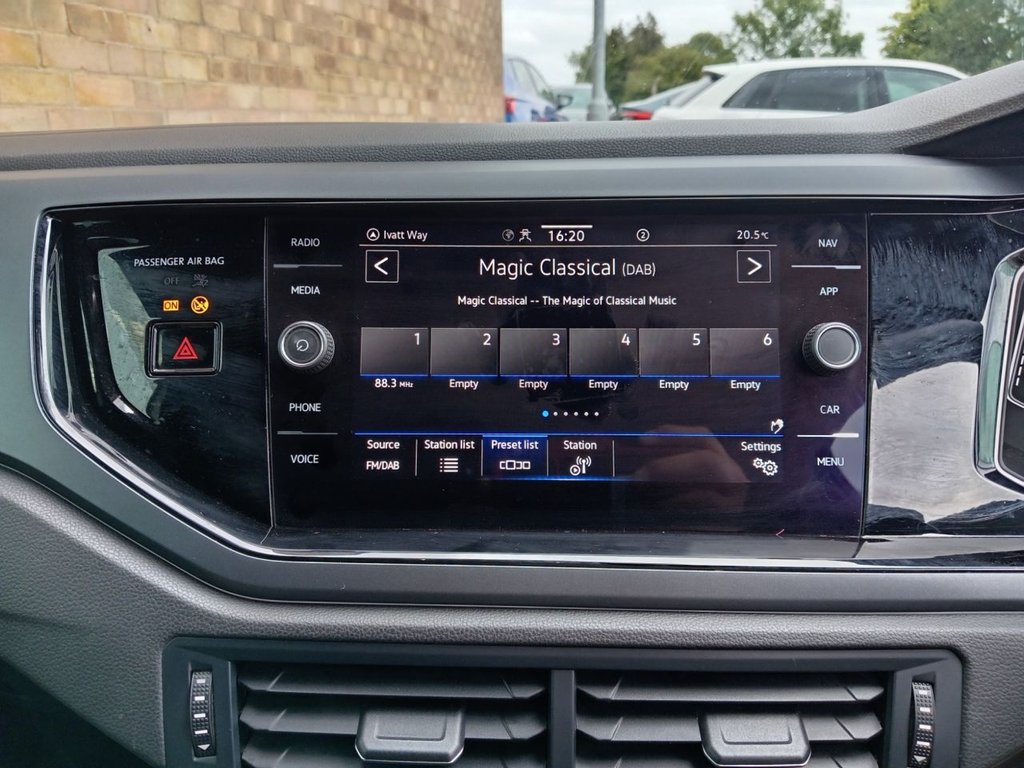 PASSENGER AIR BAG
OFF
ON
RADIO
MEDIA
PHONE
VOICE
Ivatt Way
16:20
2
20.5°C
< Magic Classical (DAB) >
Magic Classical -- The Magic of Classical Music
1 2 3 4 5 6
88.3 MHz Empty Empty Empty Empty Empty
Source Station list Preset list Station Settings
FM/DAB
NAV
APP
CAR
MENU